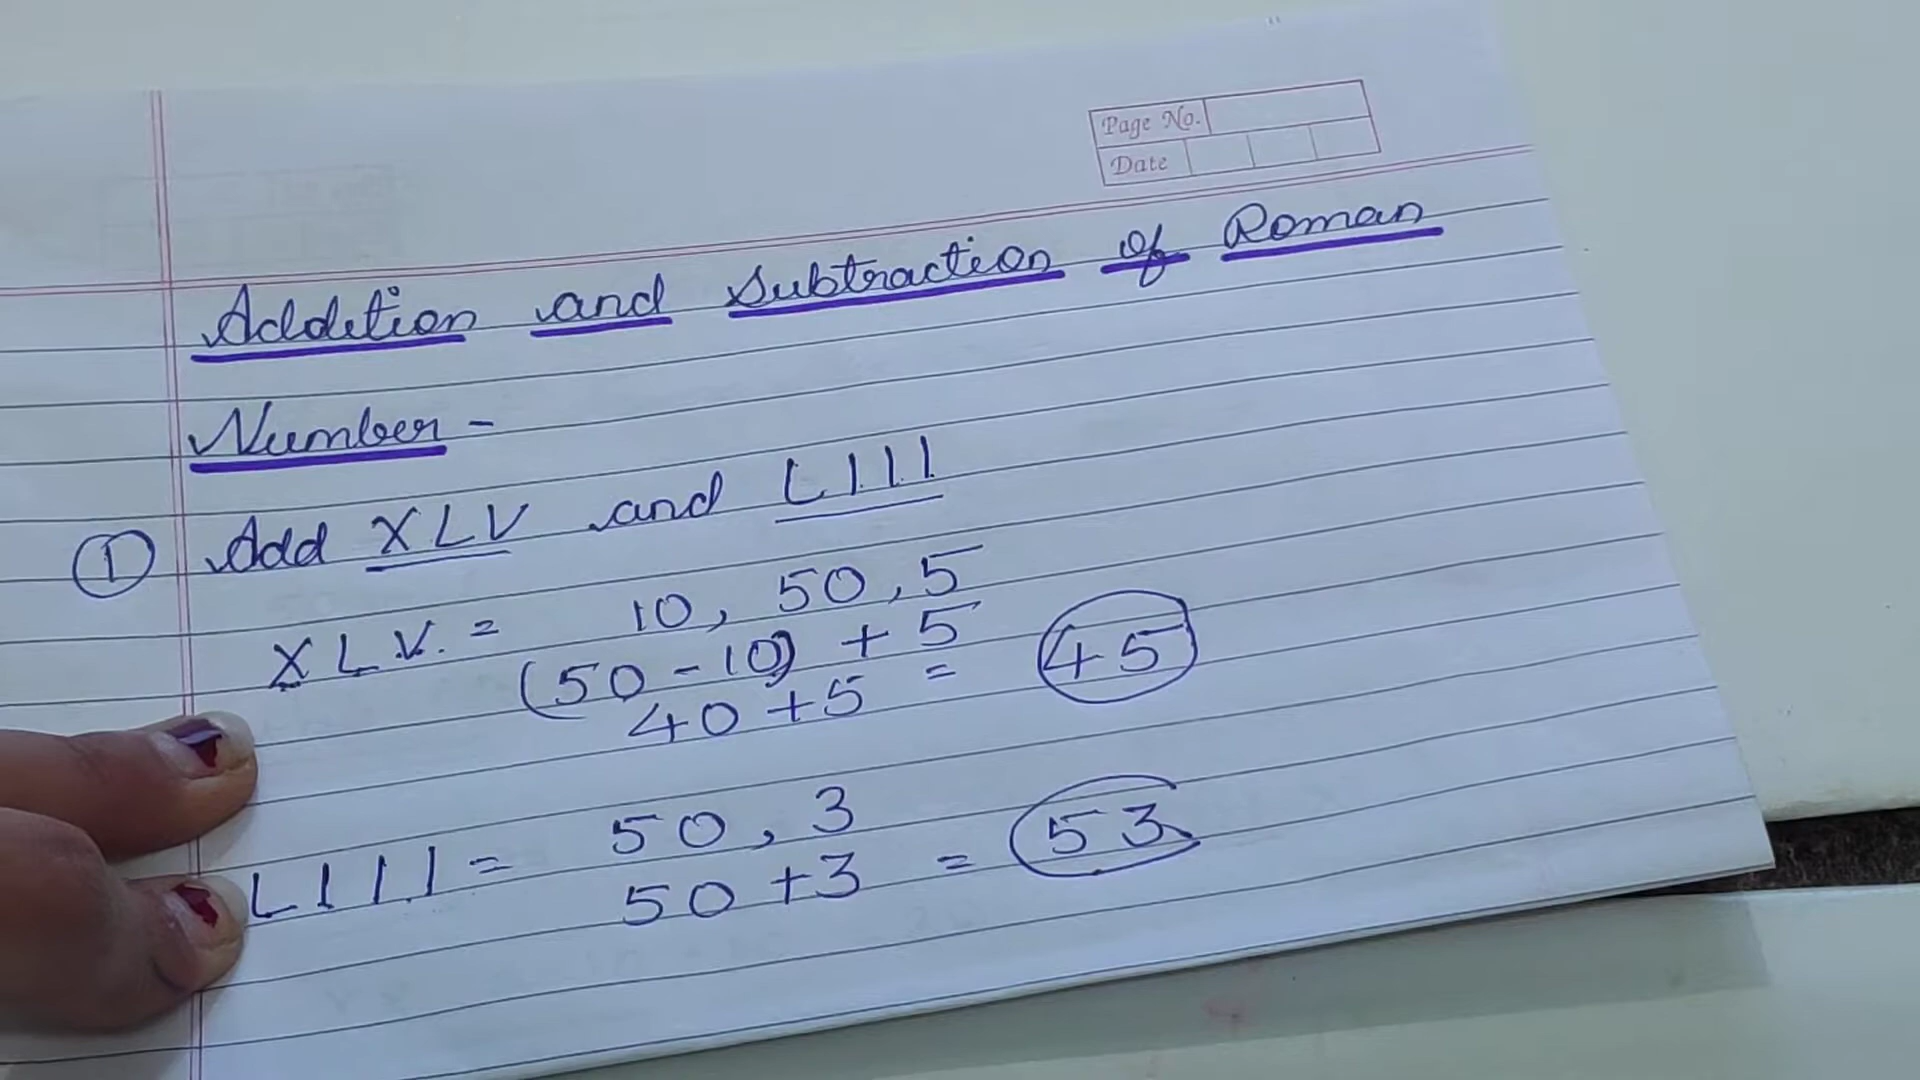 Page No.
Date
Addition and Subtraction of Roman
Number -
① Add XLV and LIII
XLV. = 10, 50, 5
(50 - 10) + 5
40 + 5 = 45
LIII = 50, 3
50 + 3 = 53